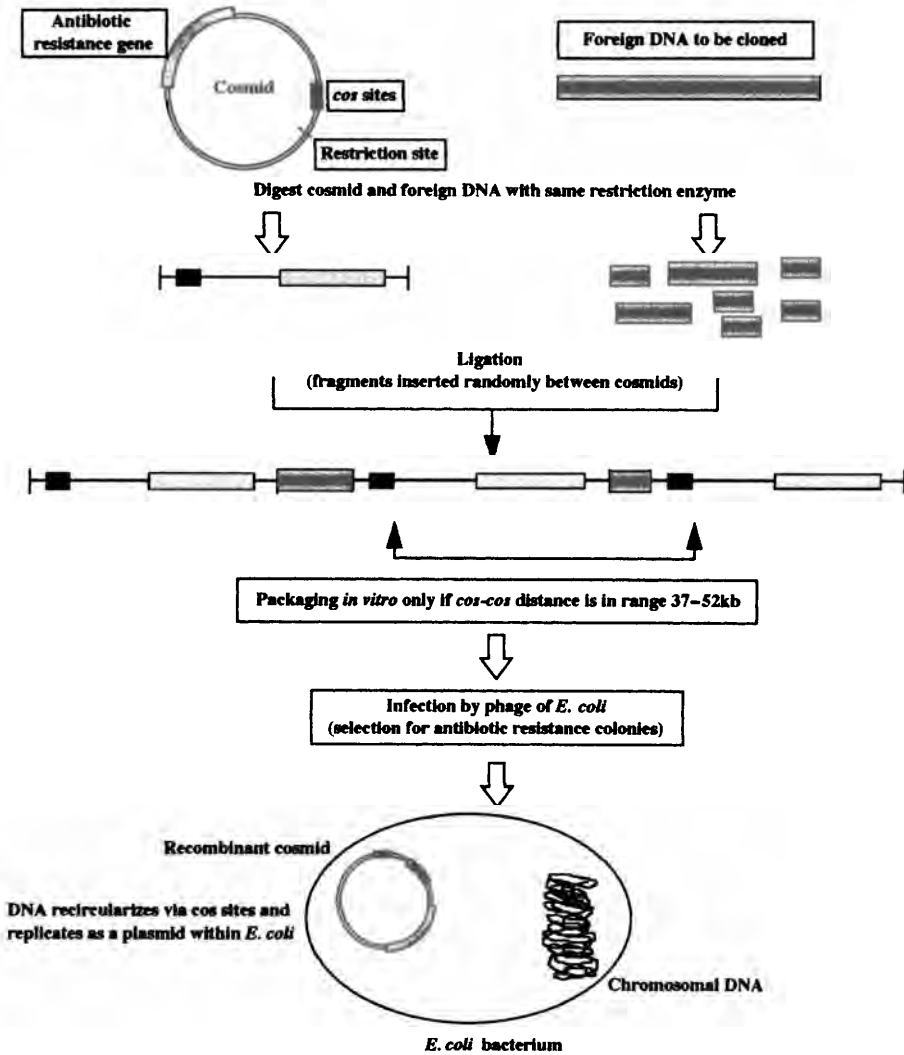 Antibiotic
resistance gene
Cosmid
cos sites
Restriction site
Foreign DNA to be cloned
Digest cosmid and foreign DNA with same restriction enzyme
Ligation
(fragments inserted randomly between cosmids)
Packaging in vitro only if cos-cos distance is in range 37–52kb
Infection by phage of E. coli
(selection for antibiotic resistance colonies)
Recombinant cosmid
DNA recircularizes via cos sites and
replicates as a plasmid within E. coli
Chromosomal DNA
E. coli bacterium